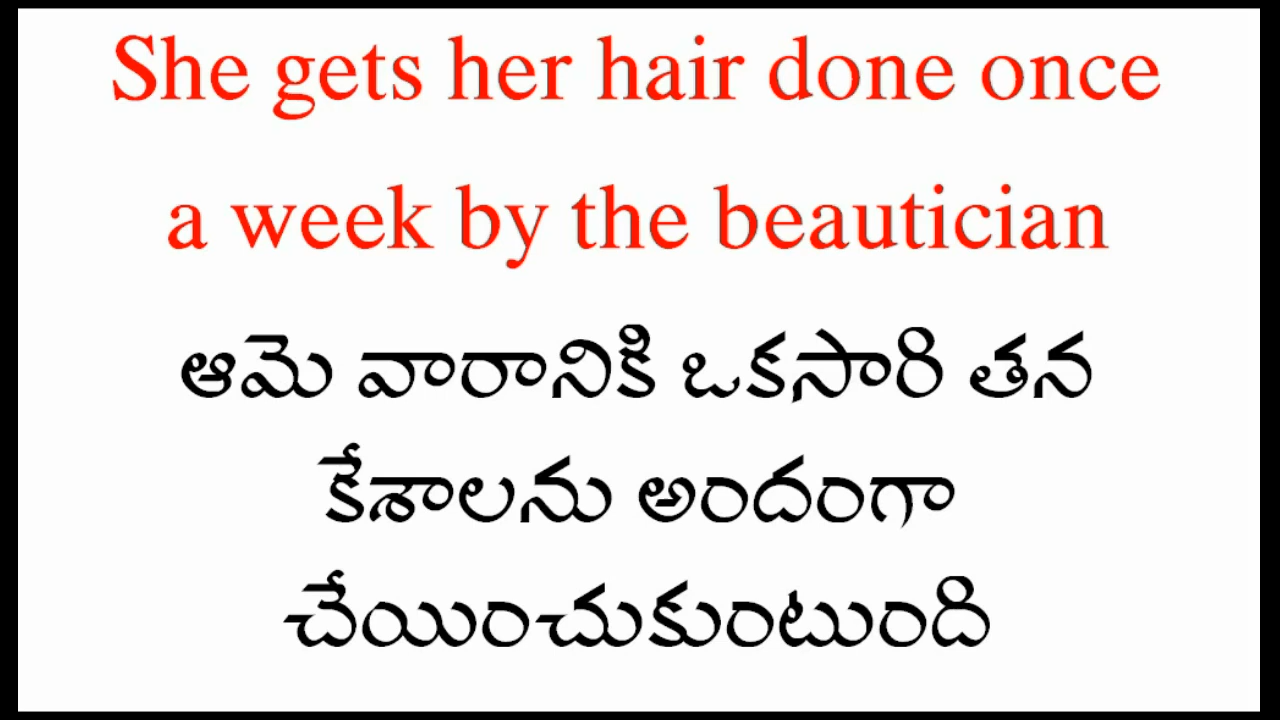 She gets her hair done once
a week by the beautician
ఆమె వారానికి ఒకసారి తన
కేశాలను అందంగా
చేయించుకుంటుంది